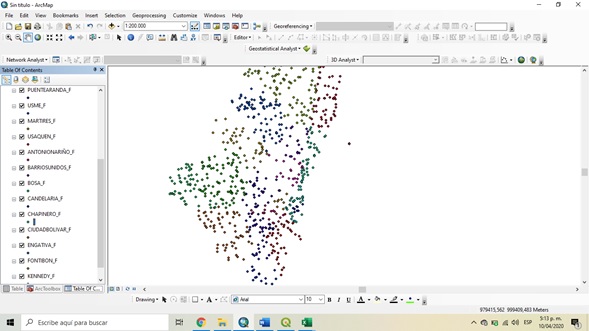 Sin título - ArcMap
File Edit View Bookmarks Insert Selection Geoprocessing Customize Windows Help
1:200.000
Georeferencing
Editor
Geostatistical Analyst
Network Analyst
3D Analyst
Table Of Contents
PUENTEARANDA_F
USME_F
MARTIRES_F
USAQUEN_F
ANTONIONARIÑO_F
BARRIOSUNIDOS_F
BOSA_F
CANDELARIA_F
CHAPINERO_F
CIUDADBOLIVAR_F
ENGATIVA_F
FONTIBON_F
KENNEDY_F
Table ArcToolbox Table Of C...
Drawing Arial 10 B I U A
979415,562 999409,483 Meters
Escribe aquí para buscar
ESP
5:13 p. m.
10/04/2020